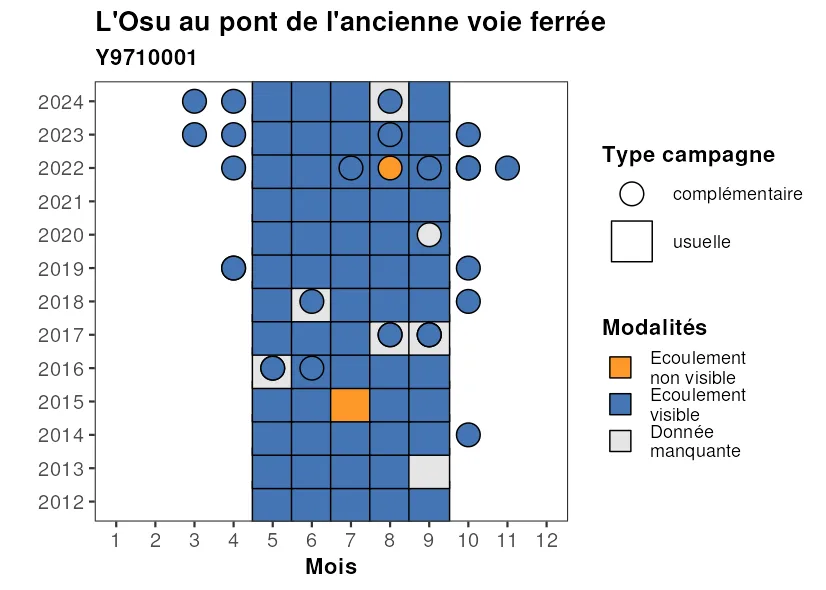 L'Osu au pont de l'ancienne voie ferrée
Y9710001
2024
2023
2022
2021
2020
2019
2018
2017
2016
2015
2014
2013
2012
1 2 3 4 5 6 7 8 9 10 11 12
Mois
Type campagne
complémentaire
usuelle
Modalités
Ecoulement
non visible
Ecoulement
visible
Donnée
manquante